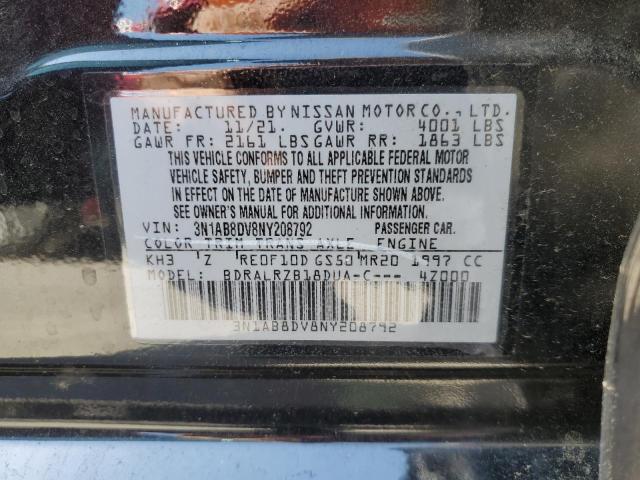 MANUFACTURED BY NISSAN MOTOR CO., LTD.
DATE: 11/21. GVWR: 4001 LBS
GAWR FR: 2161 LBS GAWR RR: 1863 LBS
THIS VEHICLE CONFORMS TO ALL APPLICABLE FEDERAL MOTOR
VEHICLE SAFETY, BUMPER AND THEFT PREVENTION STANDARDS
IN EFFECT ON THE DATE OF MANUFACTURE SHOWN ABOVE.
SEE OWNER'S MANUAL FOR ADDITIONAL INFORMATION.
VIN: 3N1AB8DV8NY208792 PASSENGER CAR.
COLOR TRIM TRANS AXLE ENGINE
KH3 Z RE0F10D GS50 MR20 1997 CC
MODEL: BDRALRZB18DUA-C--- 4Z000
3N1AB8DV8NY208792